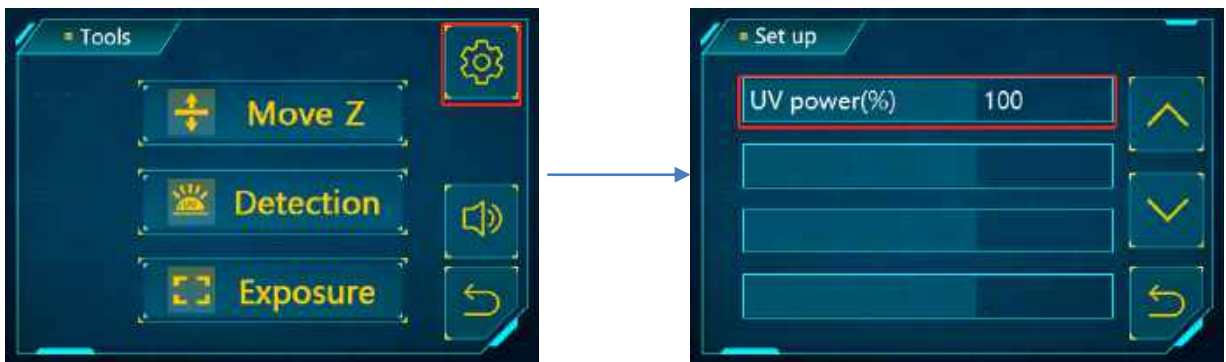 Tools
Move Z
Detection
Exposure
Set up
UV power(%) 100